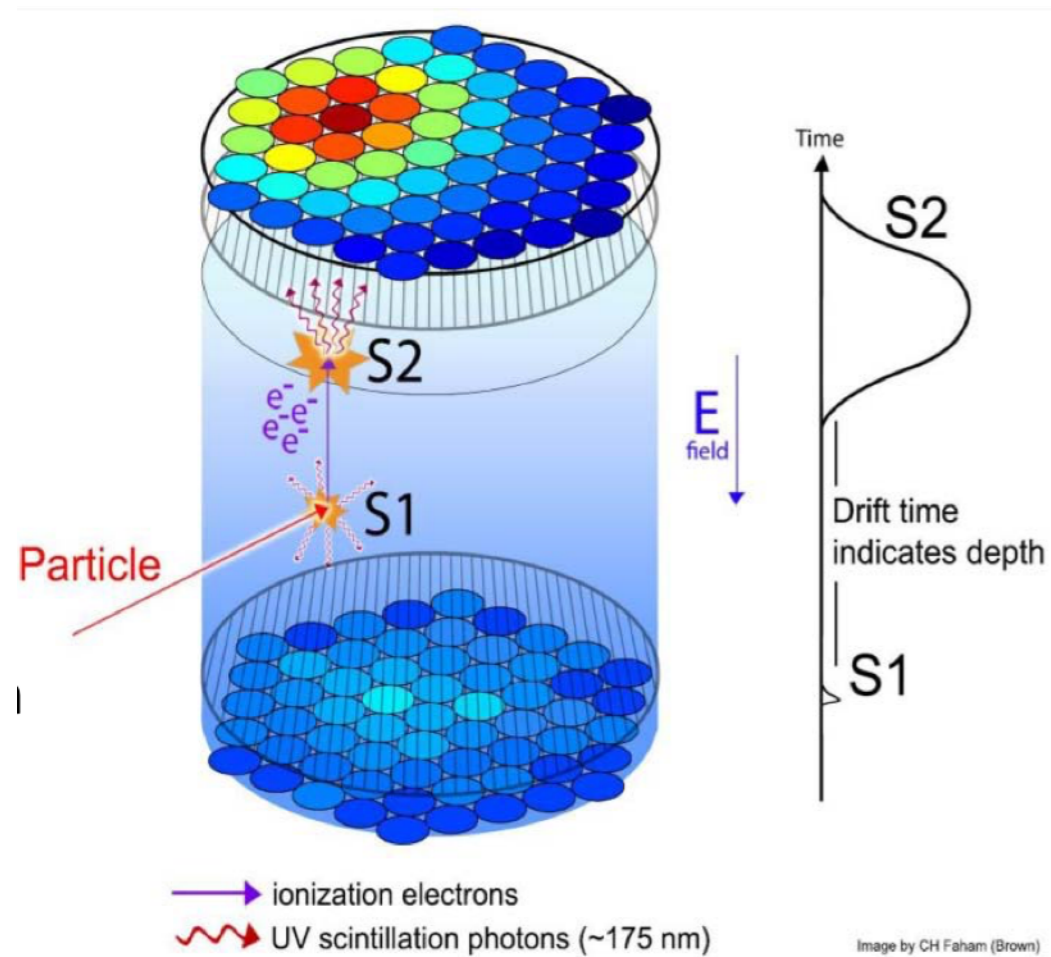 Time
S2
S2
e-
e-
e-
e-
E
field
S1
Drift time
indicates depth
Particle
S1
ionization electrons
UV scintillation photons (~175 nm)
Image by CH Faham (Brown)